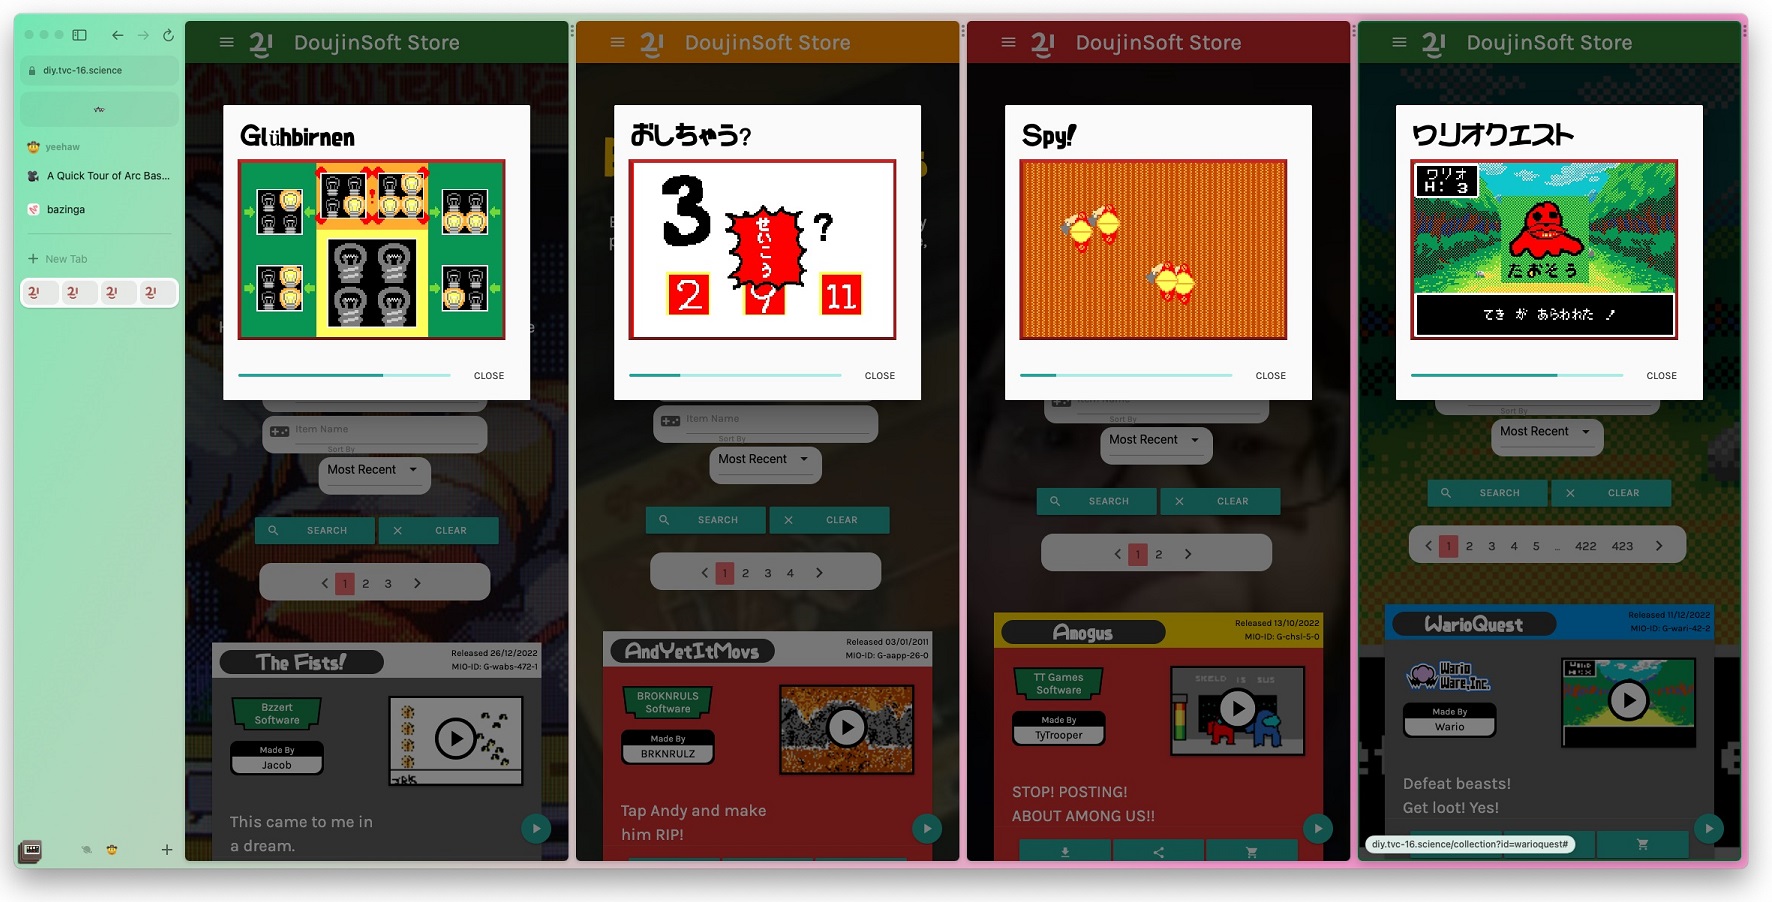 diy.tvc-16.science
yeehaw
A Quick Tour of Arc Bas...
bazinga
New Tab
DoujinSoft Store
Glühbirnen
CLOSE
Item Name
Sort By
Most Recent
SEARCH
CLEAR
1 2 3
The Fists!
Released 26/12/2022
MIO-ID: G-wabs-472-1
Bzzert
Software
Made By
Jacob
This came to me in
a dream.
DoujinSoft Store
おしちゃう?
3
せいこう
?
2
11
CLOSE
Item Name
Sort By
Most Recent
SEARCH
CLEAR
1 2 3 4
AndYetItMovs
Released 03/01/2011
MIO-ID: G-aapp-26-0
BROKNRULS
Software
Made By
BRKNRULZ
Tap Andy and make
him RIP!
DoujinSoft Store
Spy!
CLOSE
Item Name
Sort By
Most Recent
SEARCH
CLEAR
1 2
Amogus
Released 13/10/2022
MIO-ID: G-chsl-5-0
TT Games
Software
SKELD IS SUS
Made By
TyTrooper
STOP! POSTING!
ABOUT AMONG US!!
DoujinSoft Store
ワリオクエスト
ワリオ
H: 3
たおそう
てき が あらわれた !
CLOSE
Sort By
Most Recent
SEARCH
CLEAR
1 2 3 4 5 ... 422 423
WarioQuest
Released 11/12/2022
MIO-ID: G-wari-42-2
Wario
Ware,Inc.
Made By
Wario
Defeat beasts!
Get loot! Yes!
diy.tvc-16.science/collection?id=warioquest#